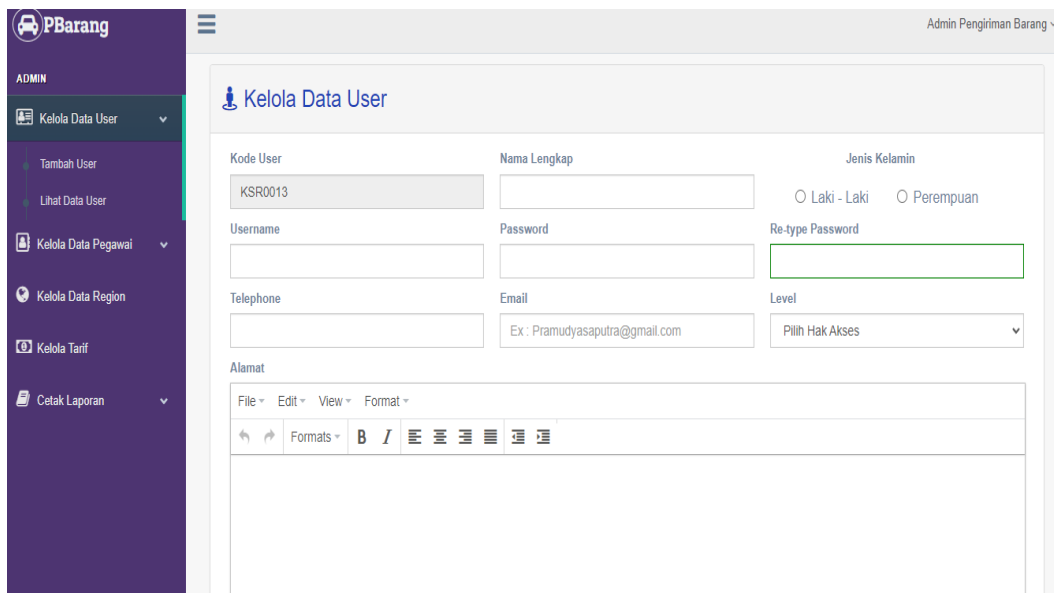 PBarang
Admin Pengiriman Barang
ADMIN
Kelola Data User
Tambah User
Lihat Data User
Kelola Data Pegawai
Kelola Data Region
Kelola Tarif
Cetak Laporan
Kelola Data User
Kode User Nama Lengkap Jenis Kelamin
KSR0013 Laki - Laki Perempuan
Username Password Re-type Password
Telephone Email Level
Ex : Pramudyasaputra@gmail.com Pilih Hak Akses
Alamat
File Edit View Format
Formats B I